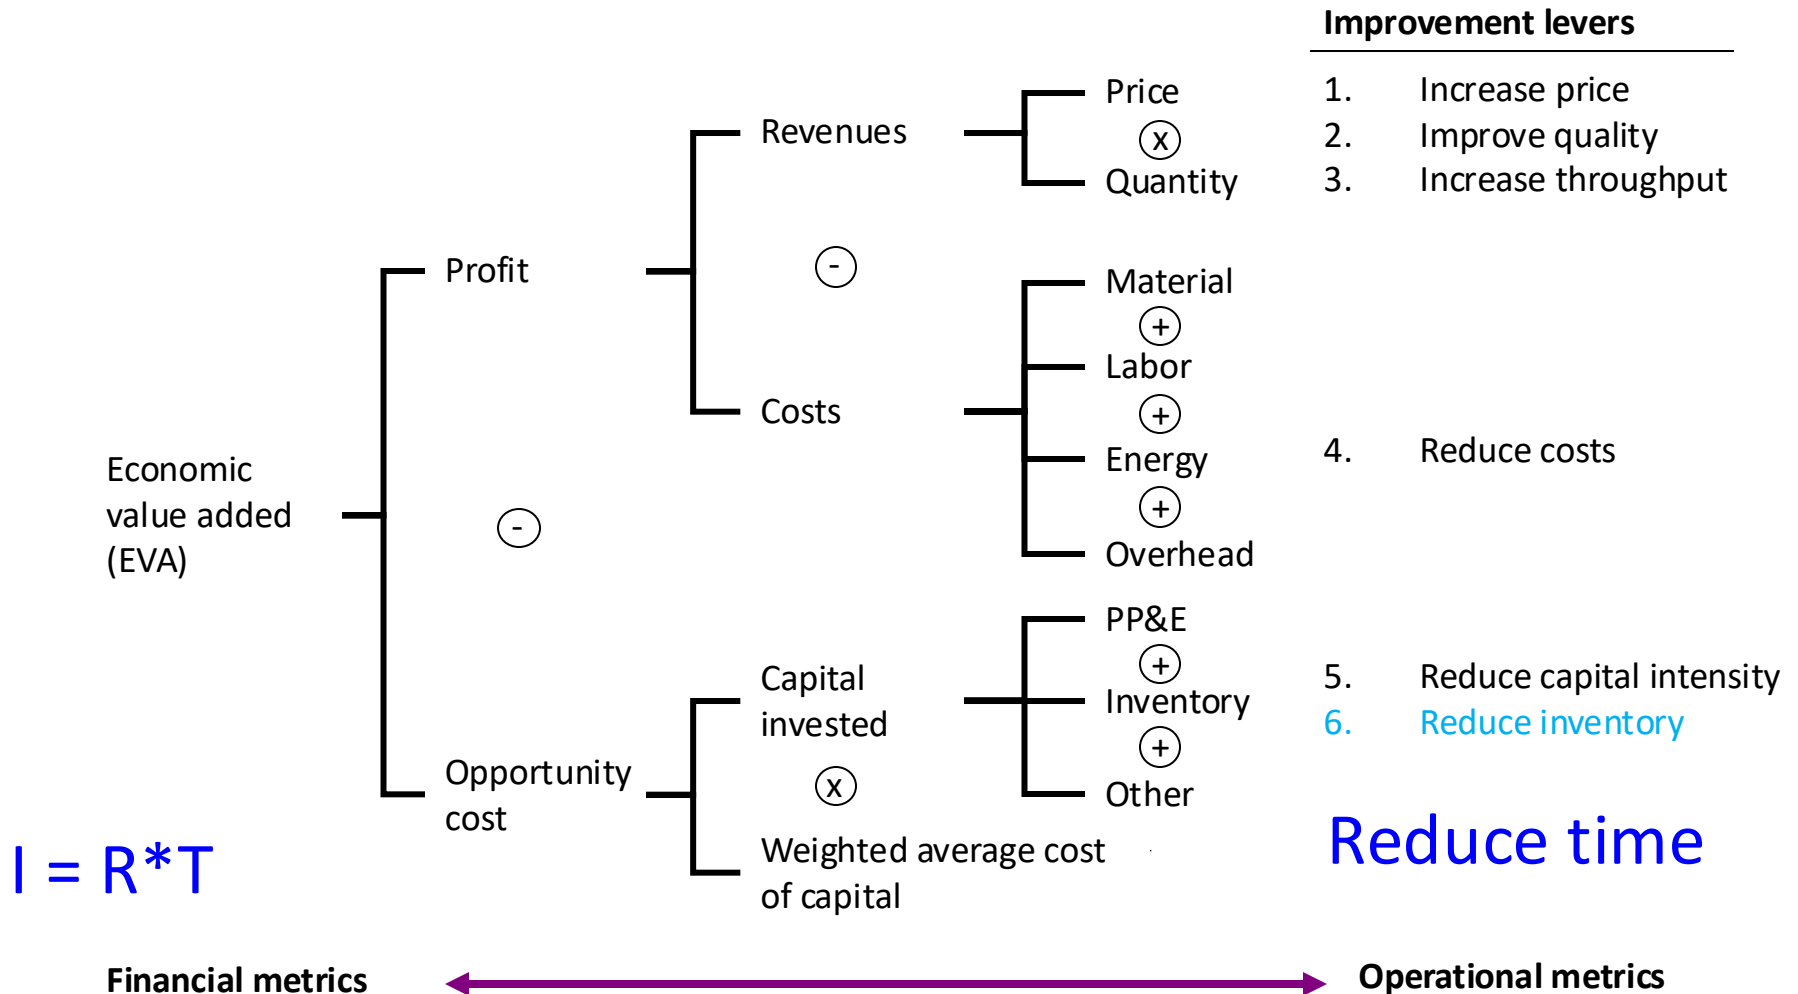 Improvement levers
Price
x
Quantity
1. Increase price
2. Improve quality
3. Increase throughput
Revenues
-
Profit
Material
+
Labor
+
Energy
+
Overhead
Costs
4. Reduce costs
Economic
value added
(EVA)
-
PP&E
+
Inventory
+
Other
Capital
invested
x
5. Reduce capital intensity
6. Reduce inventory
Opportunity
cost
Weighted average cost
of capital
I = R*T
Reduce time
Financial metrics
Operational metrics